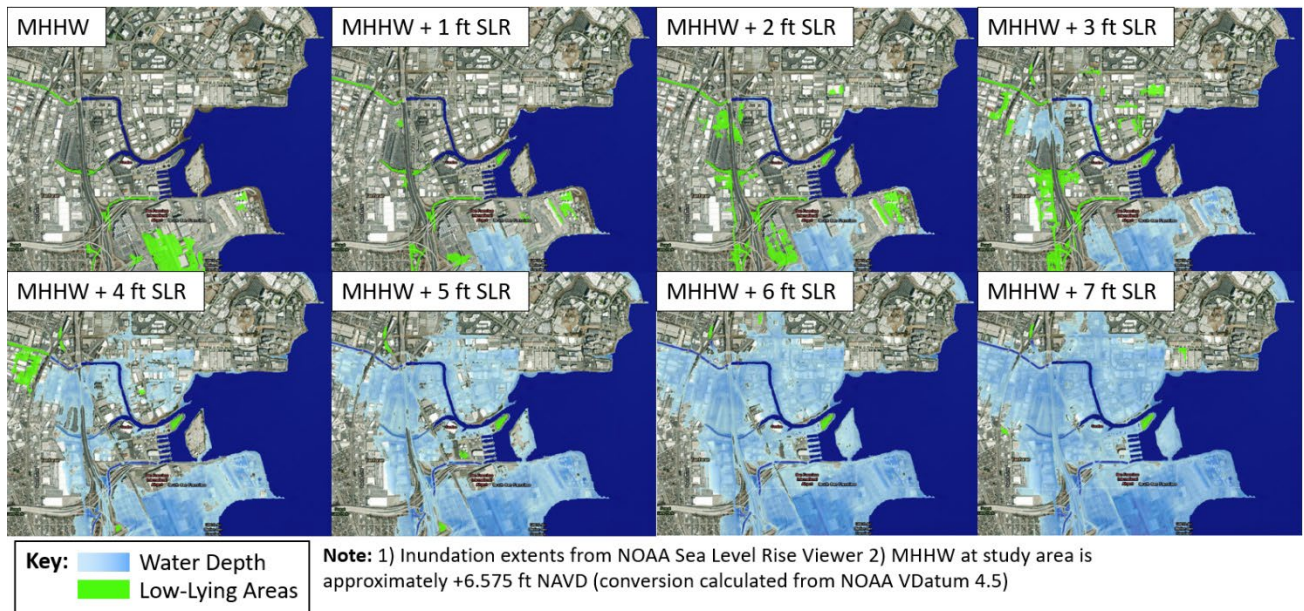 MHHW
MHHW + 1 ft SLR
MHHW + 2 ft SLR
MHHW + 3 ft SLR
MHHW + 4 ft SLR
MHHW + 5 ft SLR
MHHW + 6 ft SLR
MHHW + 7 ft SLR
Key:
Water Depth
Low-Lying Areas
Note: 1) Inundation extents from NOAA Sea Level Rise Viewer 2) MHHW at study area is
approximately +6.575 ft NAVD (conversion calculated from NOAA VDatum 4.5)